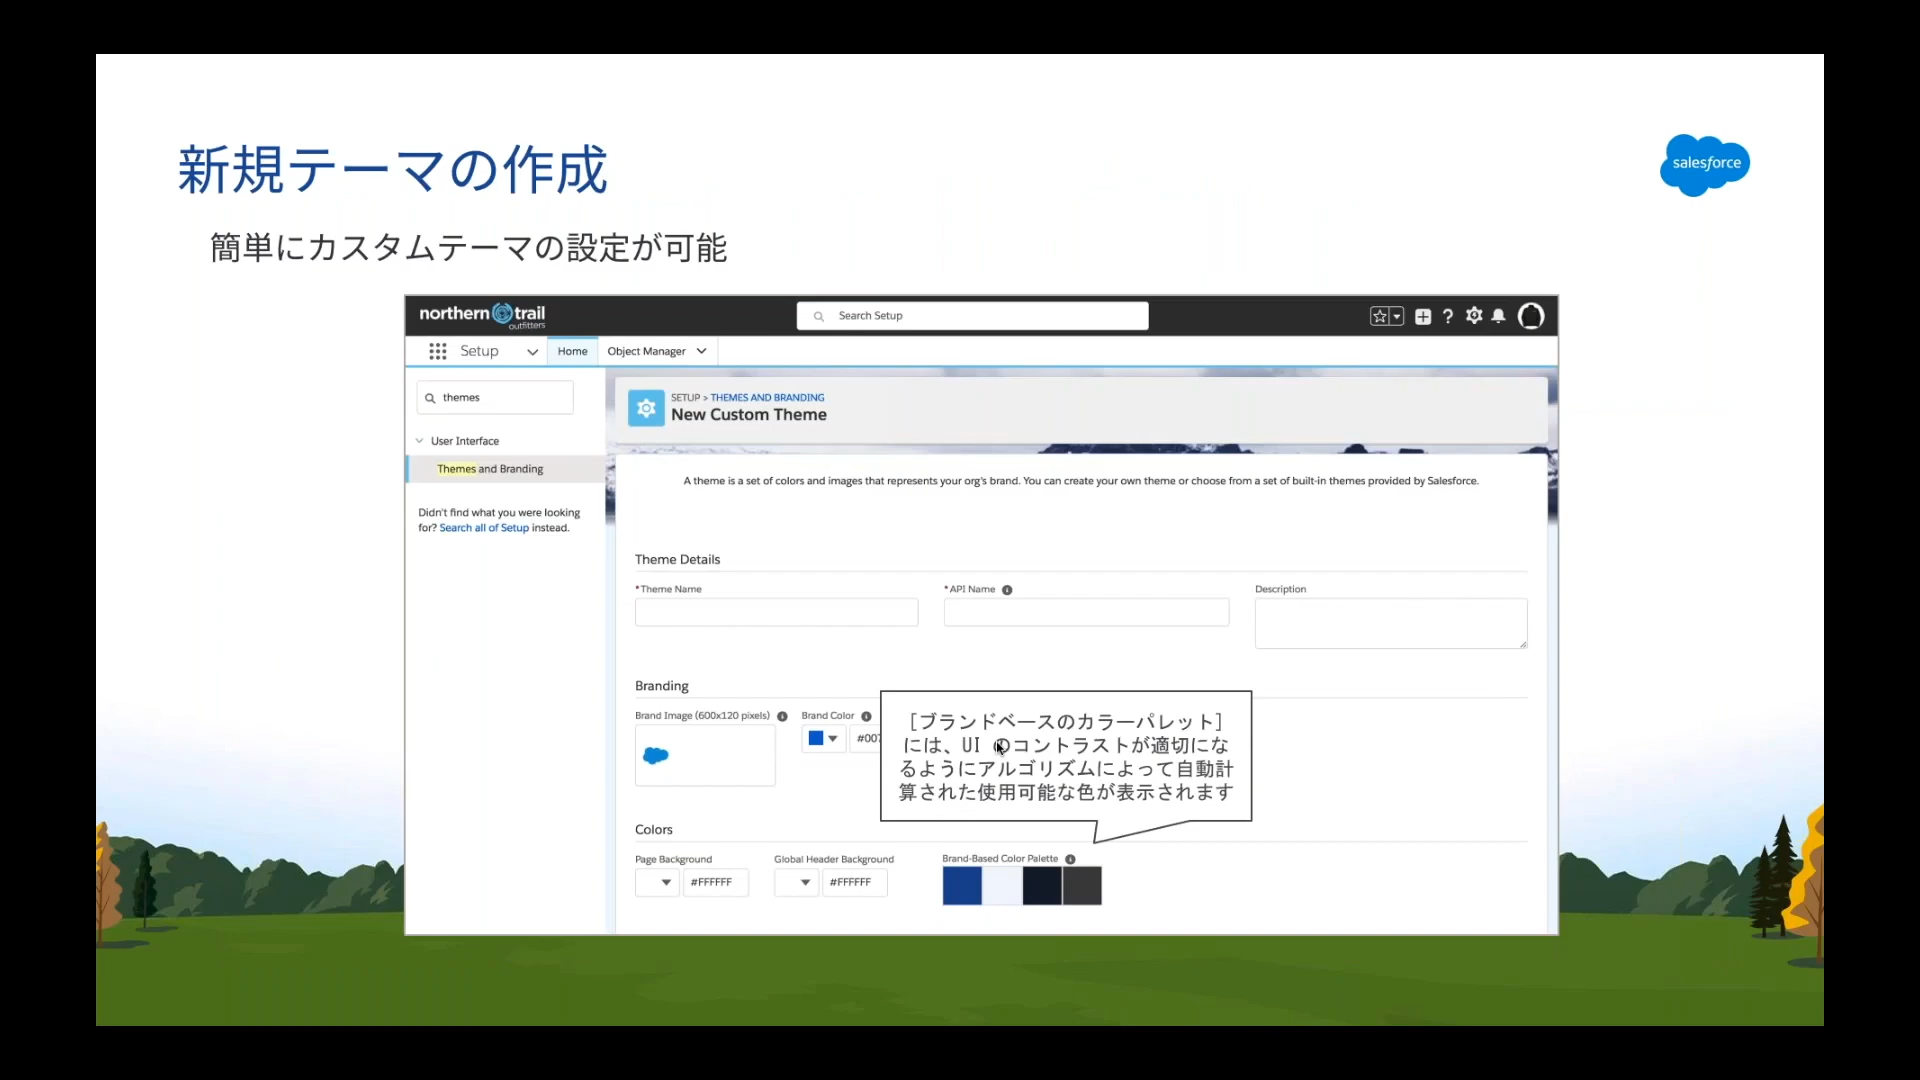 新規テーマの作成
salesforce
簡単にカスタムテーマの設定が可能
northern trail
outfitters
Search Setup
Setup
Home
Object Manager
themes
User Interface
Themes and Branding
Didn't find what you were looking
for? Search all of Setup instead.
SETUP > THEMES AND BRANDING
New Custom Theme
A theme is a set of colors and images that represents your org's brand. You can create your own theme or choose from a set of built-in themes provided by Salesforce.
Theme Details
*Theme Name
*API Name
Description
Branding
Brand Image (600x120 pixels)
Brand Color
#007
[ブランドベースのカラーパレット]
には、UI のコントラストが適切にな
るようにアルゴリズムによって自動計
算された使用可能な色が表示されます
Colors
Page Background
#FFFFFF
Global Header Background
#FFFFFF
Brand-Based Color Palette